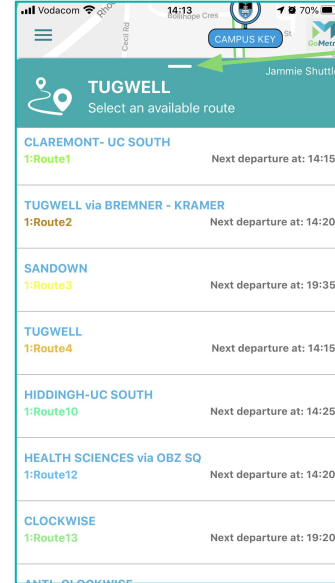 Vodacom 14:13 70%
Bollihope Cres
Cecil Rd
CAMPUS KEY St
GoMetr
Jammie Shuttle
TUGWELL
Select an available route
CLAREMONT- UC SOUTH
1:Route1 Next departure at: 14:15
TUGWELL via BREMNER - KRAMER
1:Route2 Next departure at: 14:20
SANDOWN
1:Route3 Next departure at: 19:35
TUGWELL
1:Route4 Next departure at: 14:15
HIDDINGH-UC SOUTH
1:Route10 Next departure at: 14:25
HEALTH SCIENCES via OBZ SQ
1:Route12 Next departure at: 14:20
CLOCKWISE
1:Route13 Next departure at: 19:20
ANTI- CLOCKWISE